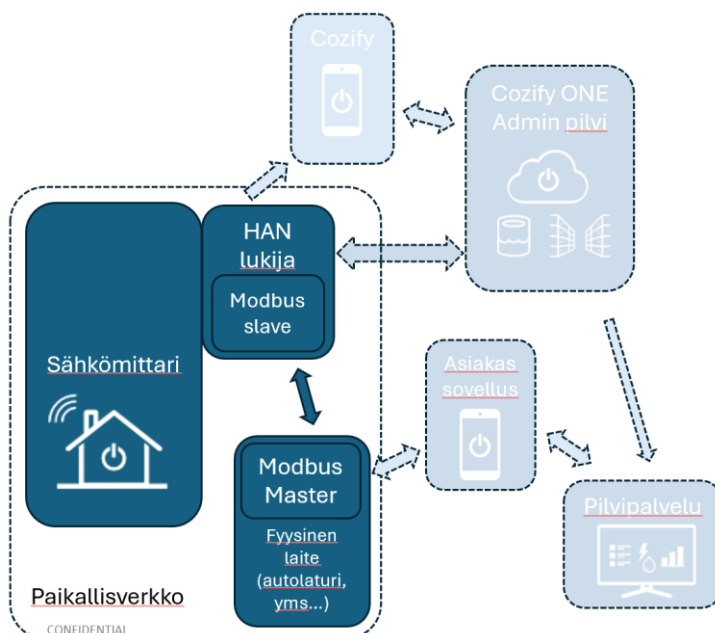 Cozify
Cozify ONE
Admin pilvi
HAN
lukija
Modbus
slave
Sähkömittari
Asiakas
sovellus
Modbus
Master
Fyysinen
laite
(autolaturi,
yms...)
Pilvipalvelu
Paikallisverkko
CONFIDENTIAL